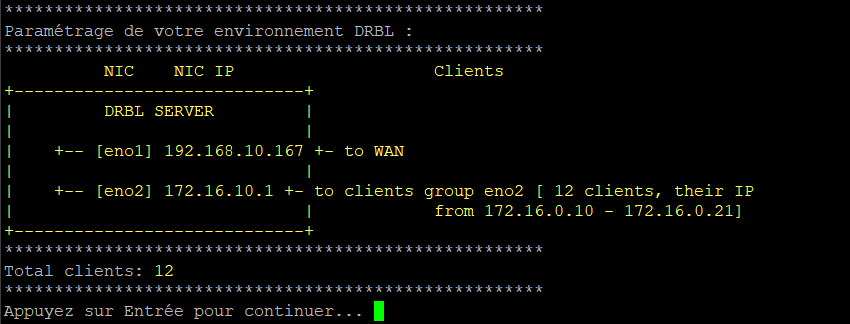 ******************************************************
Paramétrage de votre environnement DRBL :
******************************************************
          NIC    NIC IP                    Clients
+-----------------------------+
|         DRBL SERVER         |
|                             |
|    +-- [eno1] 192.168.10.167 +- to WAN
|                             |
|    +-- [eno2] 172.16.10.1 +- to clients group eno2 [ 12 clients, their IP
|                             |            from 172.16.0.10 - 172.16.0.21]
+-----------------------------+
******************************************************
Total clients: 12
******************************************************
Appuyez sur Entrée pour continuer...